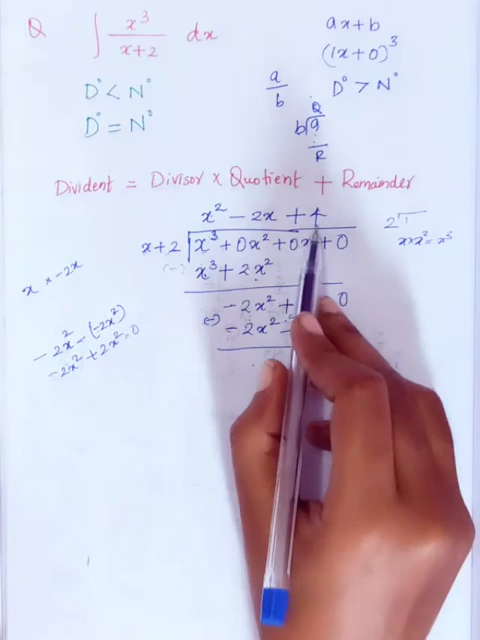 Q ∫ x³/(x+2) dx
ax+b
(1x+0)³
D° < N°
a/b D° > N°
D° = N°
Q
b)a
R
Divident = Divisor × Quotient + Remainder
x² - 2x + 4
x+2 | x³ + 0x² + 0x + 0
2
x×x² = x³
(-) x³ + 2x²
x × -2x
-2x² + 0
(-) -2x² -
-2x² - (-2x²)
-2x² + 2x² = 0